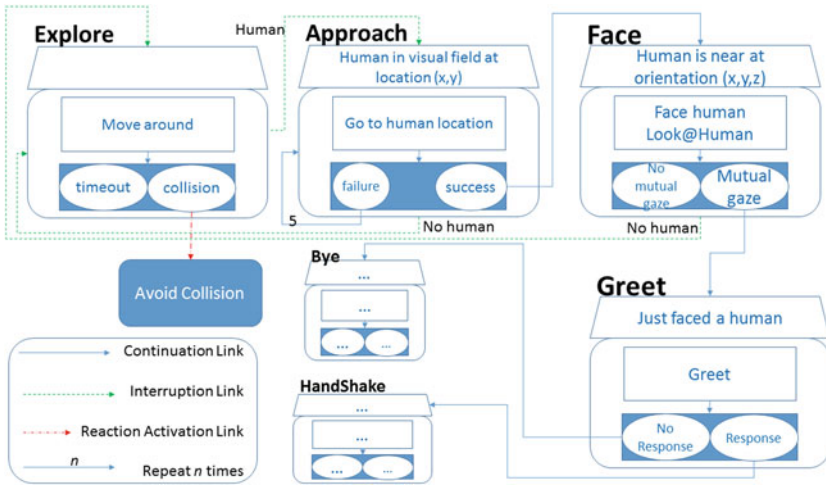 Explore
Move around
timeout
collision
Avoid Collision
Human
Approach
Human in visual field at
location (x,y)
Go to human location
failure
success
5
No human
Face
Human is near at
orientation (x,y,z)
Face human
Look@Human
No
mutual
gaze
Mutual
gaze
No human
Greet
Just faced a human
Greet
No
Response
Response
Bye
...
...
...
...
HandShake
...
...
...
...
Continuation Link
Interruption Link
Reaction Activation Link
n
Repeat n times